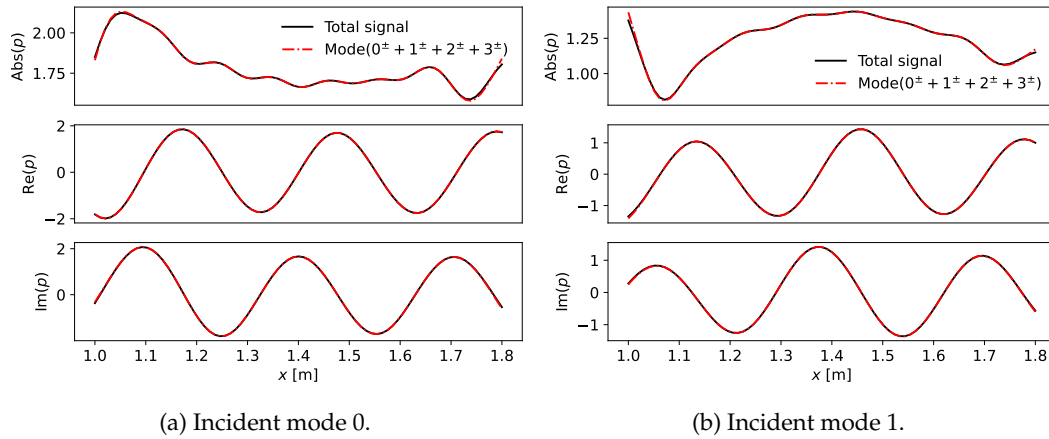 Abs(p)
2.00
1.75
Total signal
Mode(0± + 1± + 2± + 3±)
Re(p)
2
0
−2
Im(p)
2
0
1.0 1.1 1.2 1.3 1.4 1.5 1.6 1.7 1.8
x [m]
(a) Incident mode 0.
Abs(p)
1.25
1.00
Total signal
Mode(0± + 1± + 2± + 3±)
Re(p)
1
0
−1
Im(p)
1
0
−1
1.0 1.1 1.2 1.3 1.4 1.5 1.6 1.7 1.8
x [m]
(b) Incident mode 1.